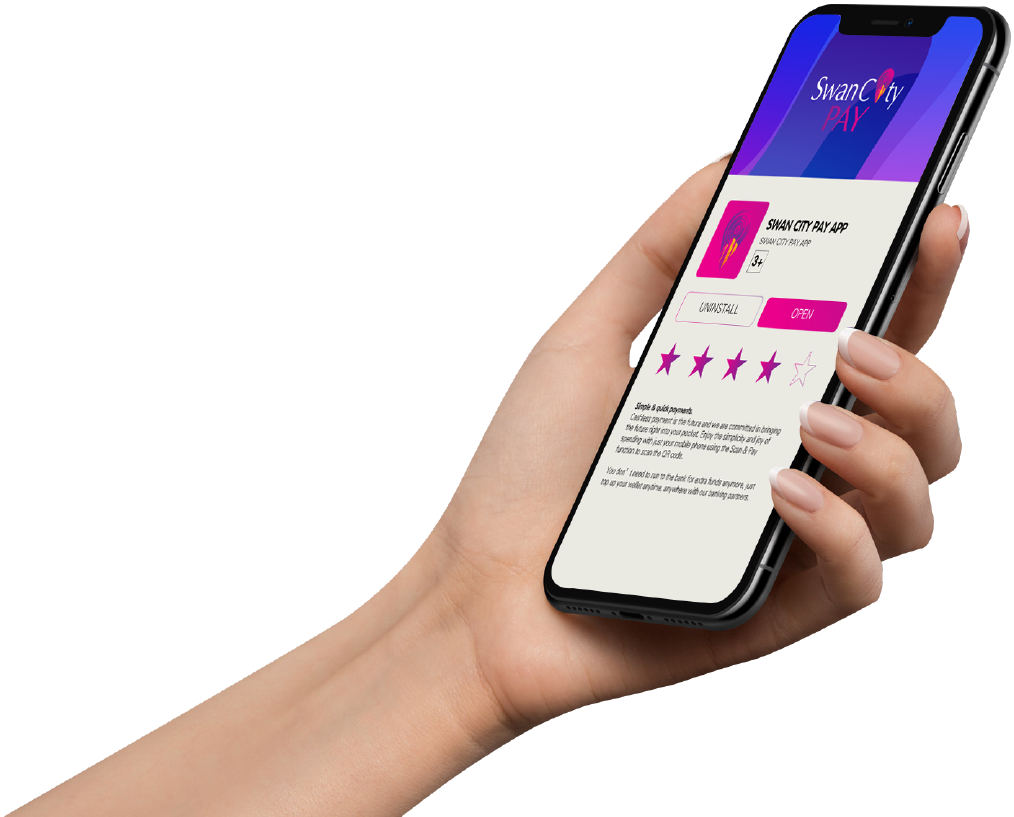 Swan City
PAY
SWAN CITY PAY APP
SWAN CITY PAY APP
3+
UNINSTALL
OPEN
Simple & quick payments.
Cashless payment is the future and we are committed in bringing
the future right into your pocket. Enjoy the simplicity and joy of
spending with just your mobile phone using the Scan & Pay
function to scan the QR code.
You don't need to run to the bank for extra funds anymore, just
top up your wallet anytime, anywhere with our banking partners.